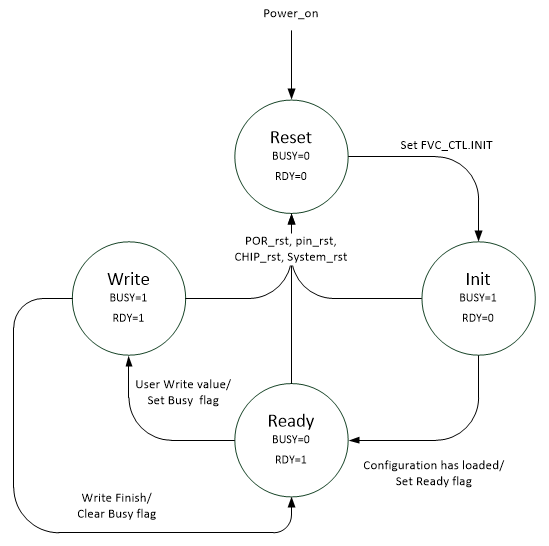 Power_on
Reset
BUSY=0
RDY=0
Set FVC_CTL.INIT
POR_rst, pin_rst,
CHIP_rst, System_rst
Write
BUSY=1
RDY=1
Init
BUSY=1
RDY=0
User Write value/
Set Busy flag
Ready
BUSY=0
RDY=1
Configuration has loaded/
Set Ready flag
Write Finish/
Clear Busy flag